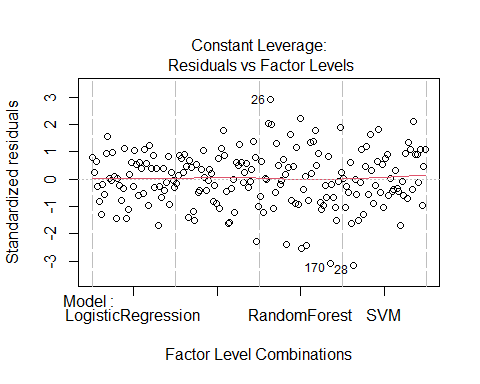 Constant Leverage:
Residuals vs Factor Levels
Standardized residuals
3
2
1
0
-1
-2
-3
26
170
28
Model :
LogisticRegression RandomForest SVM
Factor Level Combinations